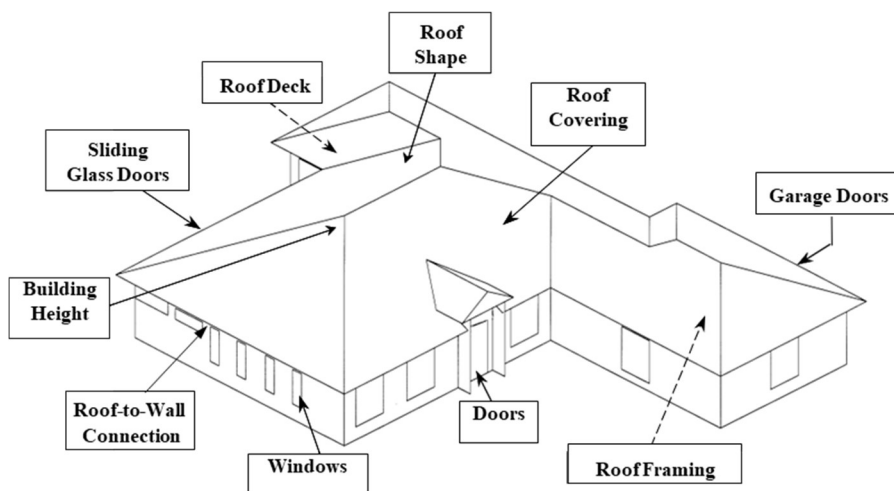 Roof
Shape
Roof Deck
Roof
Covering
Sliding
Glass Doors
Garage Doors
Building
Height
Roof-to-Wall
Connection
Doors
Windows
Roof Framing